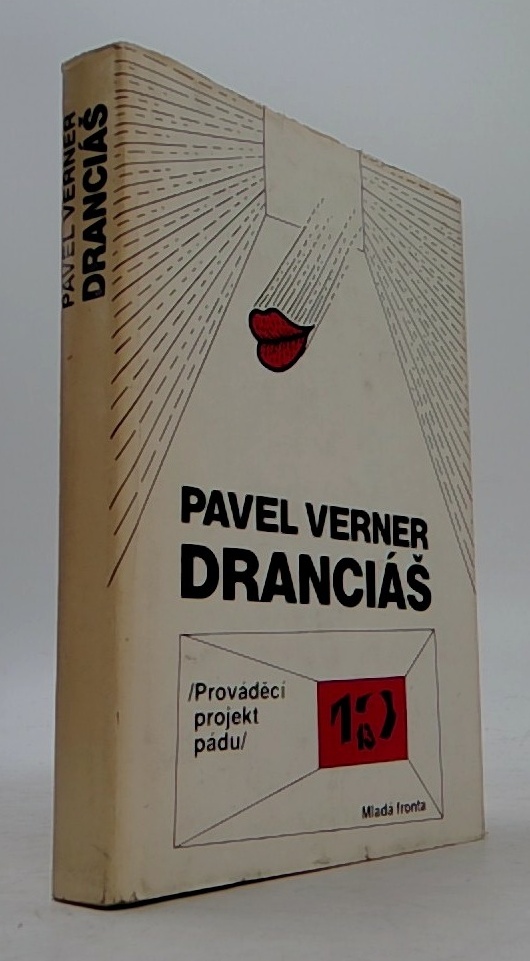 PAVEL VERNER
DRANCIÁŠ
PAVEL VERNER
DRANCIÁŠ
/Prováděcí
projekt
pádu/
Mladá fronta